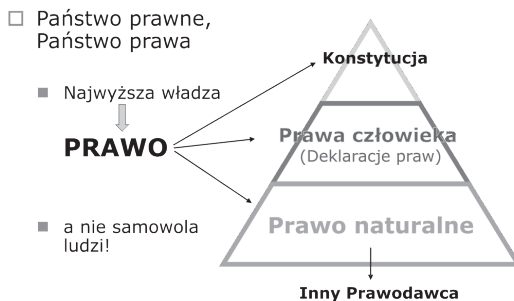 Państwo prawne,
Państwo prawa
Najwyższa władza
PRAWO
a nie samowola
ludzi!
Konstytucja
Prawa człowieka
(Deklaracje praw)
Prawo naturalne
Inny Prawodawca